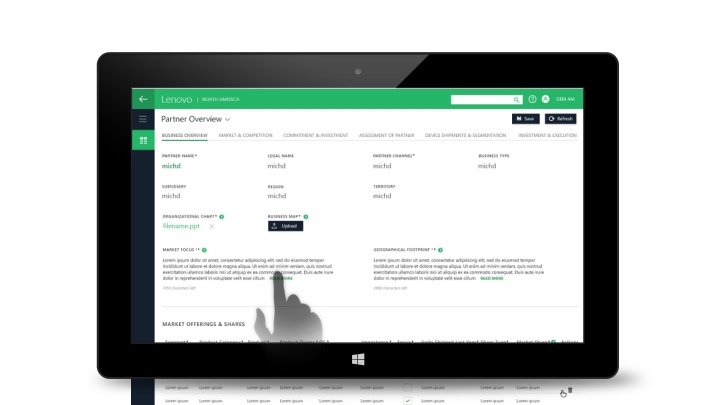 Lenovo | NORTH AMERICA
GEM AM
Partner Overview
Save Refresh
BUSINESS OVERVIEW MARKET & COMPETITION COMMITMENT & INVESTMENT ASSESSMENT OF PARTNER DEVICE SHIPMENTS & SEGMENTATION INVESTMENT & EXECUTION
PARTNER NAME* LEGAL NAME PARTNER CHANNEL* BUSINESS TYPE
michd michd michd michd
SUBSIDIARY REGION TERRITORY
michd michd michd
ORGANIZATIONAL CHART* BUSINESS MAP*
filename.ppt Upload
MARKET FOCUS GEOGRAPHICAL FOOTPRINT
Lorem ipsum dolor sit amet, consectetur adipiscing elit, sed do eiusmod tempor
incididunt ut labore et dolore magna aliqua. Ut enim ad minim veniam, quis nostrud
exercitation ullamco laboris nisi ut aliquip ex ea commodo consequat. Duis aute irure
dolor in reprehenderit in voluptate velit esse cillum READ MORE
Lorem ipsum dolor sit amet, consectetur adipiscing elit, sed do eiusmod tempor
incididunt ut labore et dolore magna aliqua. Ut enim ad minim veniam, quis nostrud
exercitation ullamco laboris nisi ut aliquip ex ea commodo consequat. Duis aute irure
dolor in reprehenderit in voluptate velit esse cillum READ MORE
characters left characters left
MARKET OFFERINGS & SHARES
Lorem ipsum Lorem ipsum Lorem ipsum Lorem ipsum Lorem ipsum Lorem ipsum Lorem ipsum Lorem ipsum Lorem ipsum
Lorem ipsum Lorem ipsum Lorem ipsum Lorem ipsum Lorem ipsum Lorem ipsum Lorem ipsum Lorem ipsum Lorem ipsum